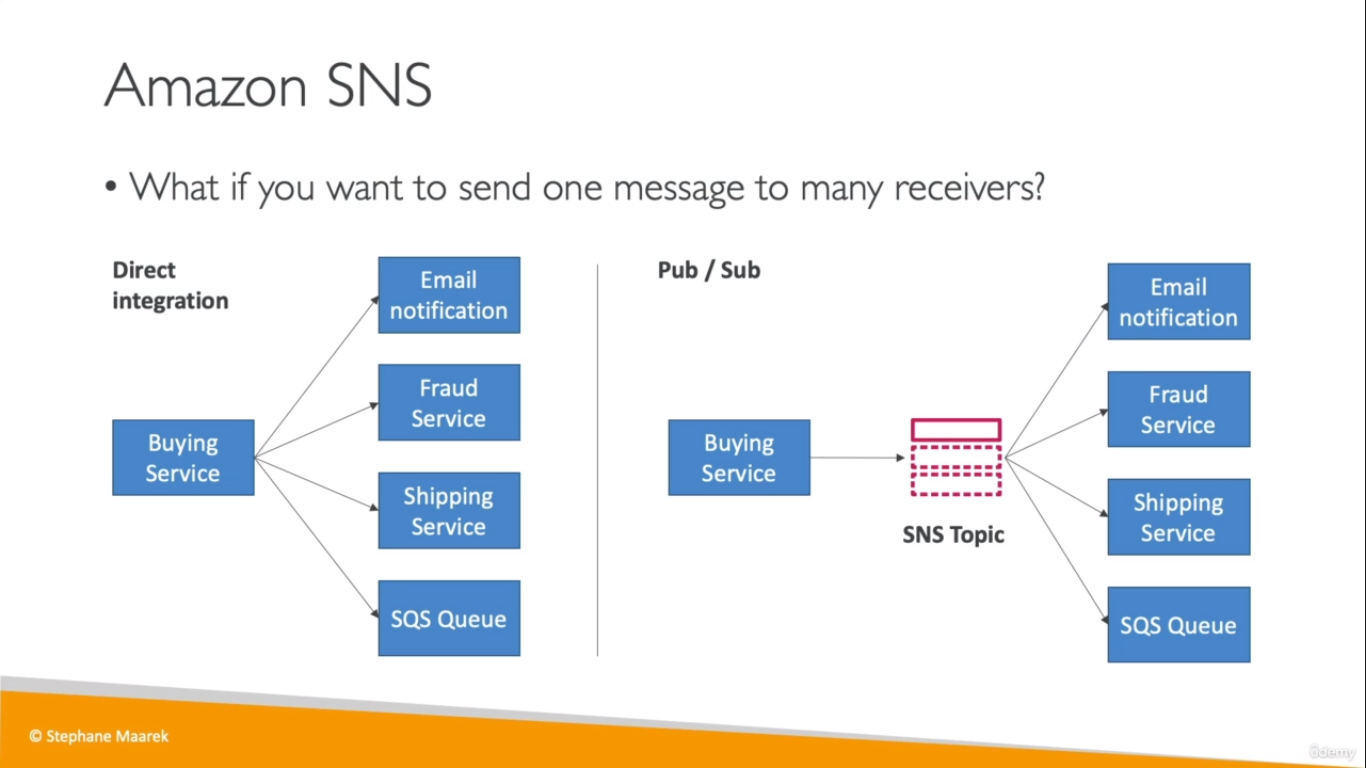 Amazon SNS
• What if you want to send one message to many receivers?
Direct
integration
Email
notification
Fraud
Service
Buying
Service
Shipping
Service
SQS Queue
Pub / Sub
Email
notification
Fraud
Service
Buying
Service
SNS Topic
Shipping
Service
SQS Queue
© Stephane Maarek
ûdemy